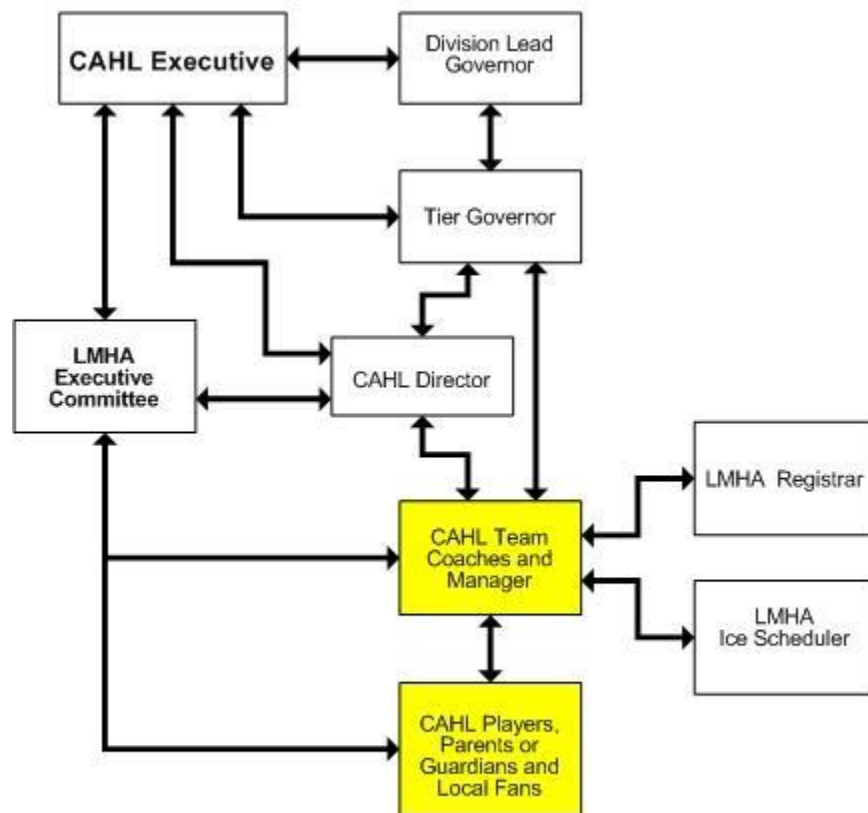 CAHL Executive
Division Lead
Governor
Tier Governor
LMHA
Executive
Committee
CAHL Director
LMHA Registrar
CAHL Team
Coaches and
Manager
LMHA
Ice Scheduler
CAHL Players,
Parents or
Guardians and
Local Fans